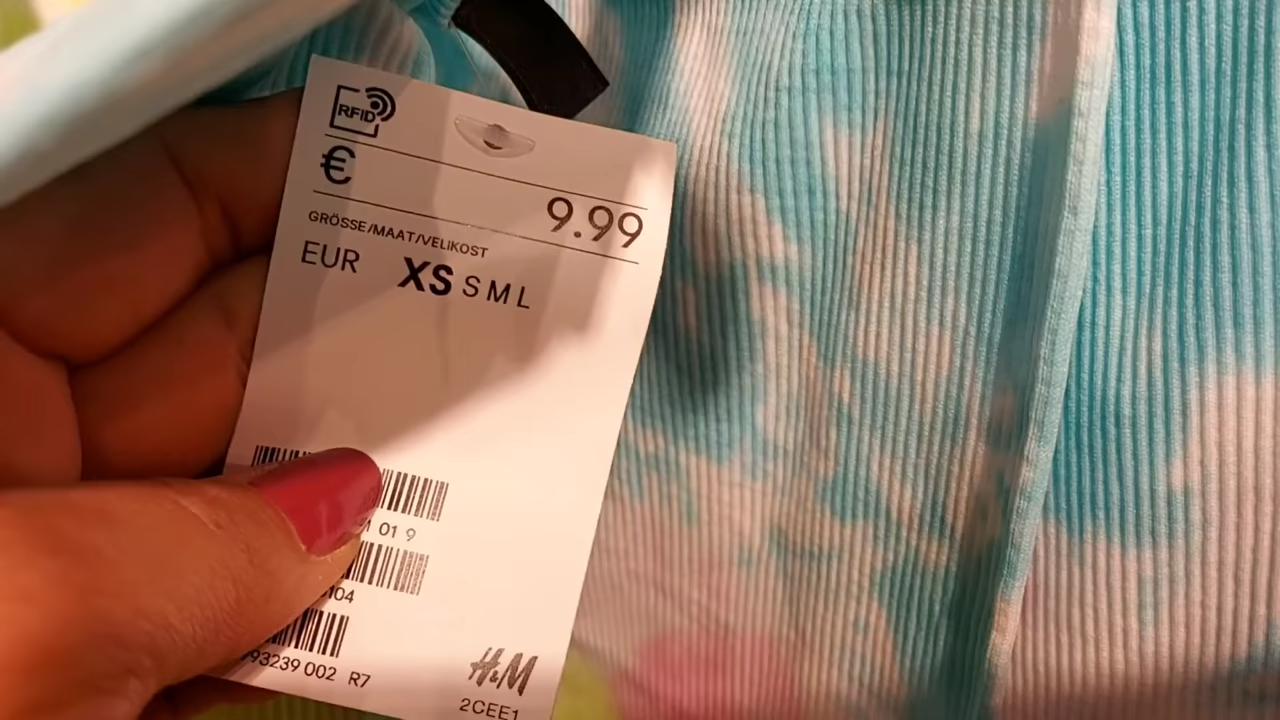 RFID
€ 9.99
GRÖSSE/MAAT/VELIKOST
EUR XS S M L
01 9
104
93239 002 R7
H&M
2CEE1